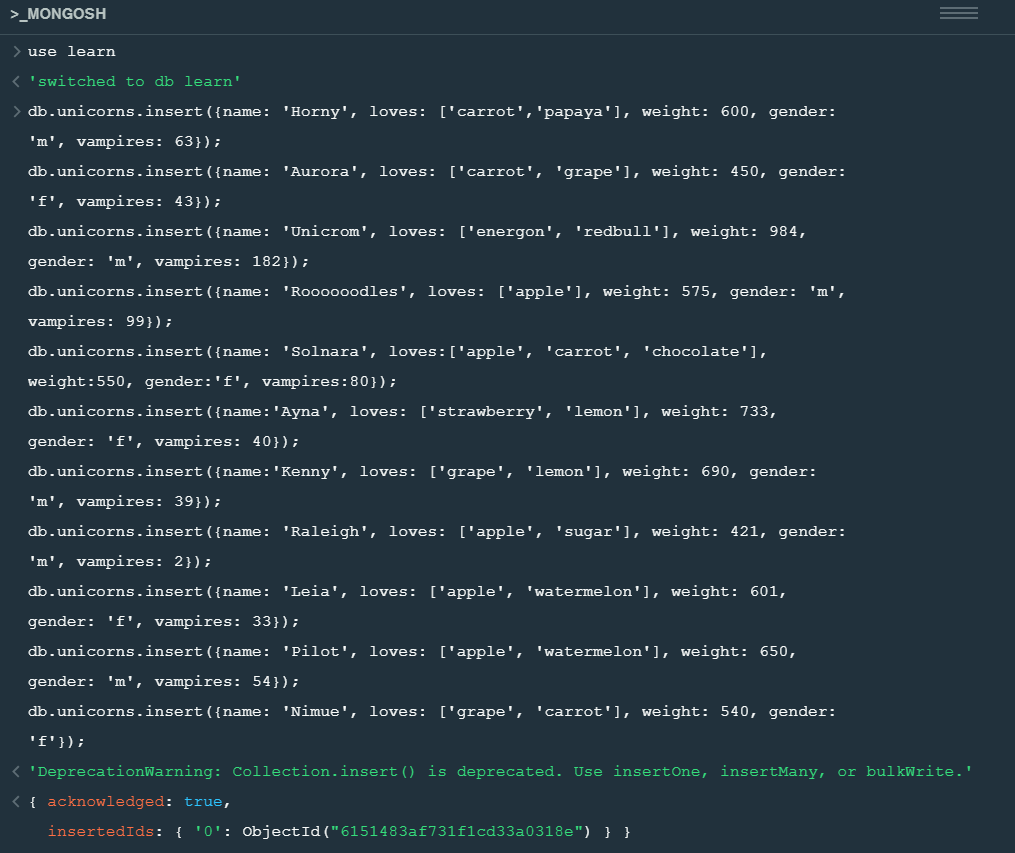 >_MONGOSH
> use learn
< 'switched to db learn'
> db.unicorns.insert({name: 'Horny', loves: ['carrot','papaya'], weight: 600, gender:
'm', vampires: 63});
db.unicorns.insert({name: 'Aurora', loves: ['carrot', 'grape'], weight: 450, gender:
'f', vampires: 43});
db.unicorns.insert({name: 'Unicrom', loves: ['energon', 'redbull'], weight: 984,
gender: 'm', vampires: 182});
db.unicorns.insert({name: 'Roooooodles', loves: ['apple'], weight: 575, gender: 'm',
vampires: 99});
db.unicorns.insert({name: 'Solnara', loves:['apple', 'carrot', 'chocolate'],
weight:550, gender:'f', vampires:80});
db.unicorns.insert({name:'Ayna', loves: ['strawberry', 'lemon'], weight: 733,
gender: 'f', vampires: 40});
db.unicorns.insert({name:'Kenny', loves: ['grape', 'lemon'], weight: 690, gender:
'm', vampires: 39});
db.unicorns.insert({name: 'Raleigh', loves: ['apple', 'sugar'], weight: 421, gender:
'm', vampires: 2});
db.unicorns.insert({name: 'Leia', loves: ['apple', 'watermelon'], weight: 601,
gender: 'f', vampires: 33});
db.unicorns.insert({name: 'Pilot', loves: ['apple', 'watermelon'], weight: 650,
gender: 'm', vampires: 54});
db.unicorns.insert({name: 'Nimue', loves: ['grape', 'carrot'], weight: 540, gender:
'f'});
< 'DeprecationWarning: Collection.insert() is deprecated. Use insertOne, insertMany, or bulkWrite.'
< { acknowledged: true,
insertedIds: { '0': ObjectId("6151483af731f1cd33a0318e") } }